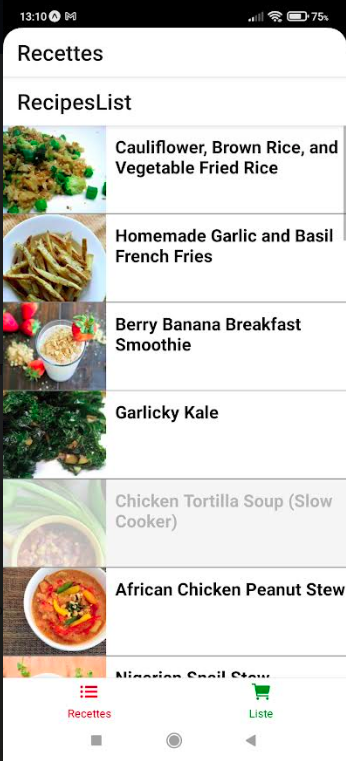 13:10 75%
Recettes
RecipesList
Cauliflower, Brown Rice, and
Vegetable Fried Rice
Homemade Garlic and Basil
French Fries
Berry Banana Breakfast
Smoothie
Garlicky Kale
Chicken Tortilla Soup (Slow
Cooker)
African Chicken Peanut Stew
Nigerian Snail Stew
Recettes Liste